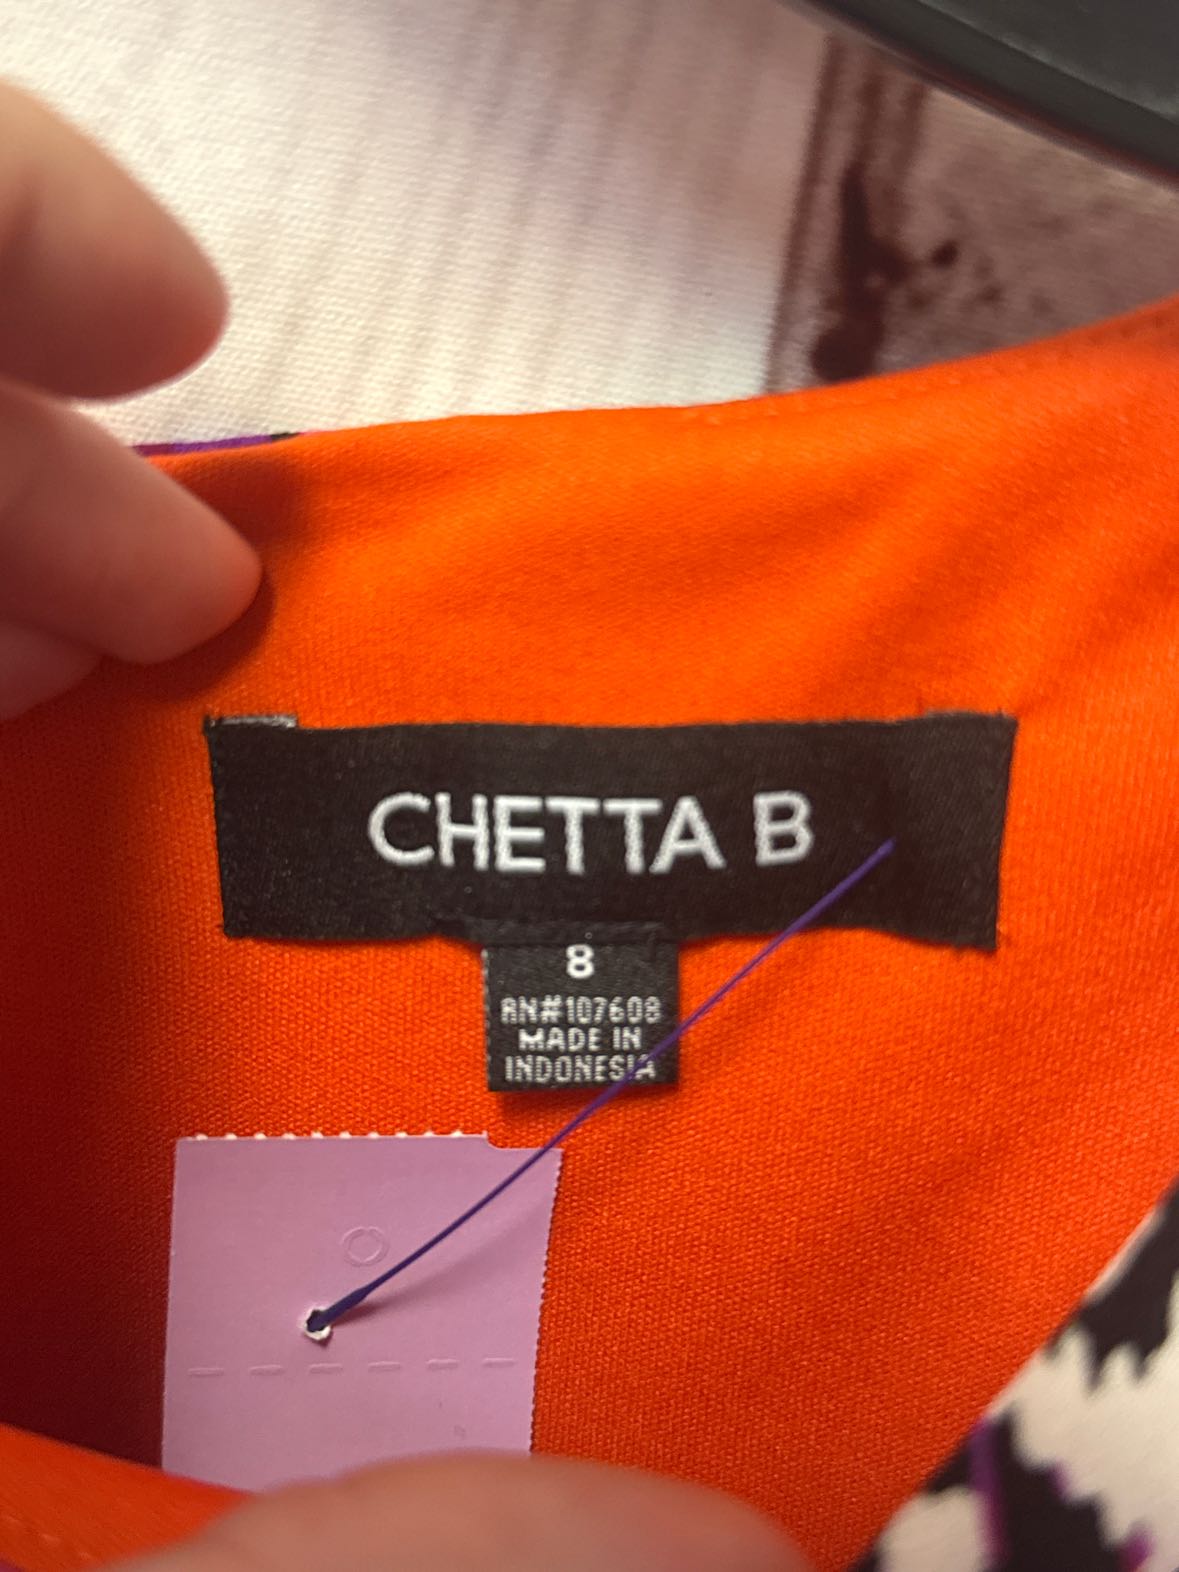 CHETTA B
8
RN#107608
MADE IN
INDONESIA